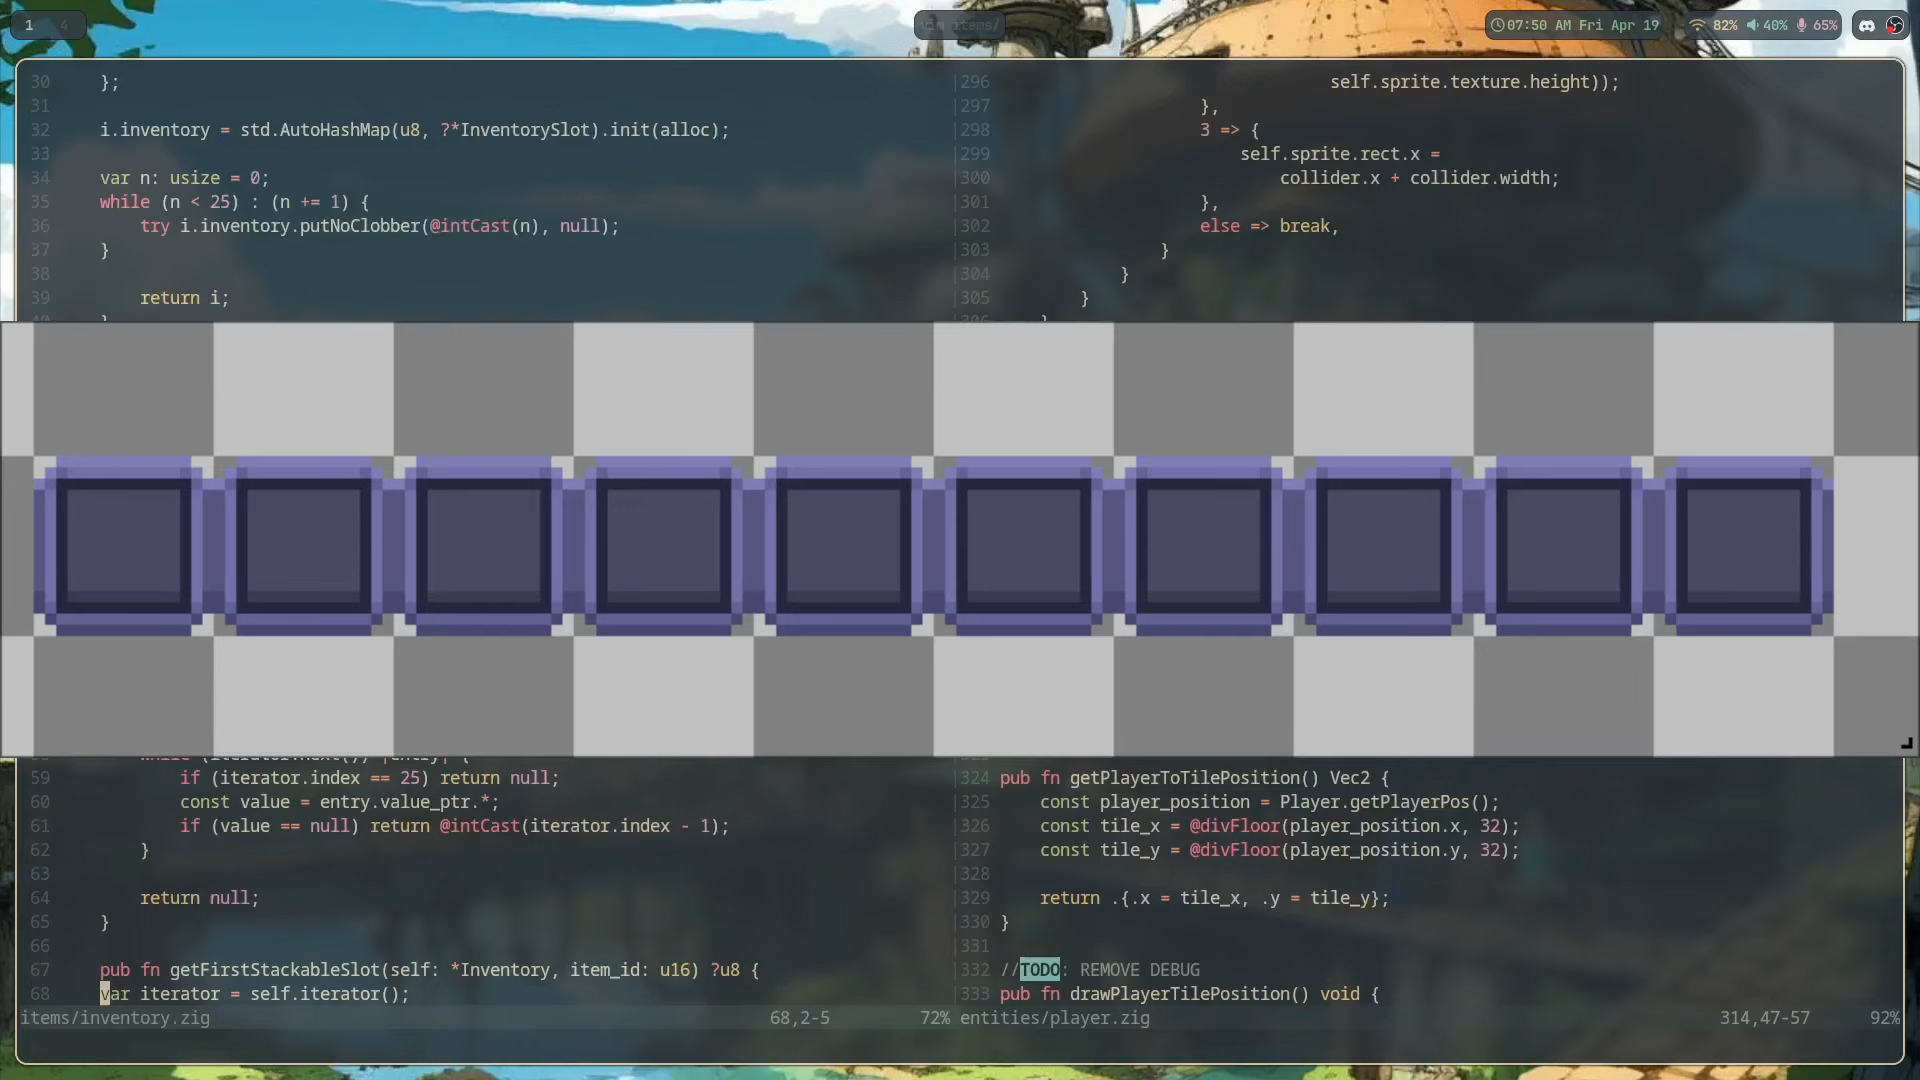 1 4
vim items/
07:50 AM Fri Apr 19
82% 40% 65%
30 };
31
32 i.inventory = std.AutoHashMap(u8, ?*InventorySlot).init(alloc);
33
34 var n: usize = 0;
35 while (n < 25) : (n += 1) {
36 try i.inventory.putNoClobber(@intCast(n), null);
37 }
38
39 return i;
296 self.sprite.texture.height));
297 },
298 3 => {
299 self.sprite.rect.x =
300 collider.x + collider.width;
301 },
302 else => break,
303 }
304 }
305 }
59 if (iterator.index == 25) return null;
60 const value = entry.value_ptr.*;
61 if (value == null) return @intCast(iterator.index - 1);
62 }
63
64 return null;
65 }
66
67 pub fn getFirstStackableSlot(self: *Inventory, item_id: u16) ?u8 {
68 var iterator = self.iterator();
items/inventory.zig 68,2-5 72%
324 pub fn getPlayerToTilePosition() Vec2 {
325 const player_position = Player.getPlayerPos();
326 const tile_x = @divFloor(player_position.x, 32);
327 const tile_y = @divFloor(player_position.y, 32);
328
329 return .{.x = tile_x, .y = tile_y};
330 }
331
332 //TODO: REMOVE DEBUG
333 pub fn drawPlayerTilePosition() void {
entities/player.zig 314,47-57 92%